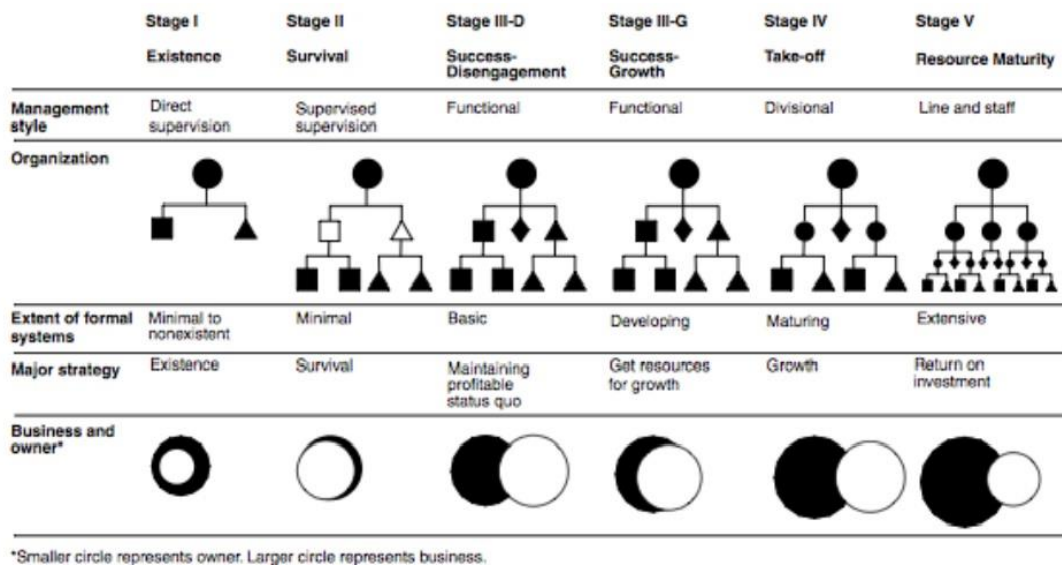 Stage I Stage II Stage III-D Stage III-G Stage IV Stage V
Existence Survival Success- Success- Take-off Resource Maturity
Disengagement Growth
Management Direct Supervised Functional Functional Divisional Line and staff
style supervision supervision
Organization
Extent of formal Minimal to Minimal Basic Developing Maturing Extensive
systems nonexistent
Major strategy Existence Survival Maintaining Get resources Growth Return on
profitable for growth investment
status quo
Business and
owner*
*Smaller circle represents owner. Larger circle represents business.